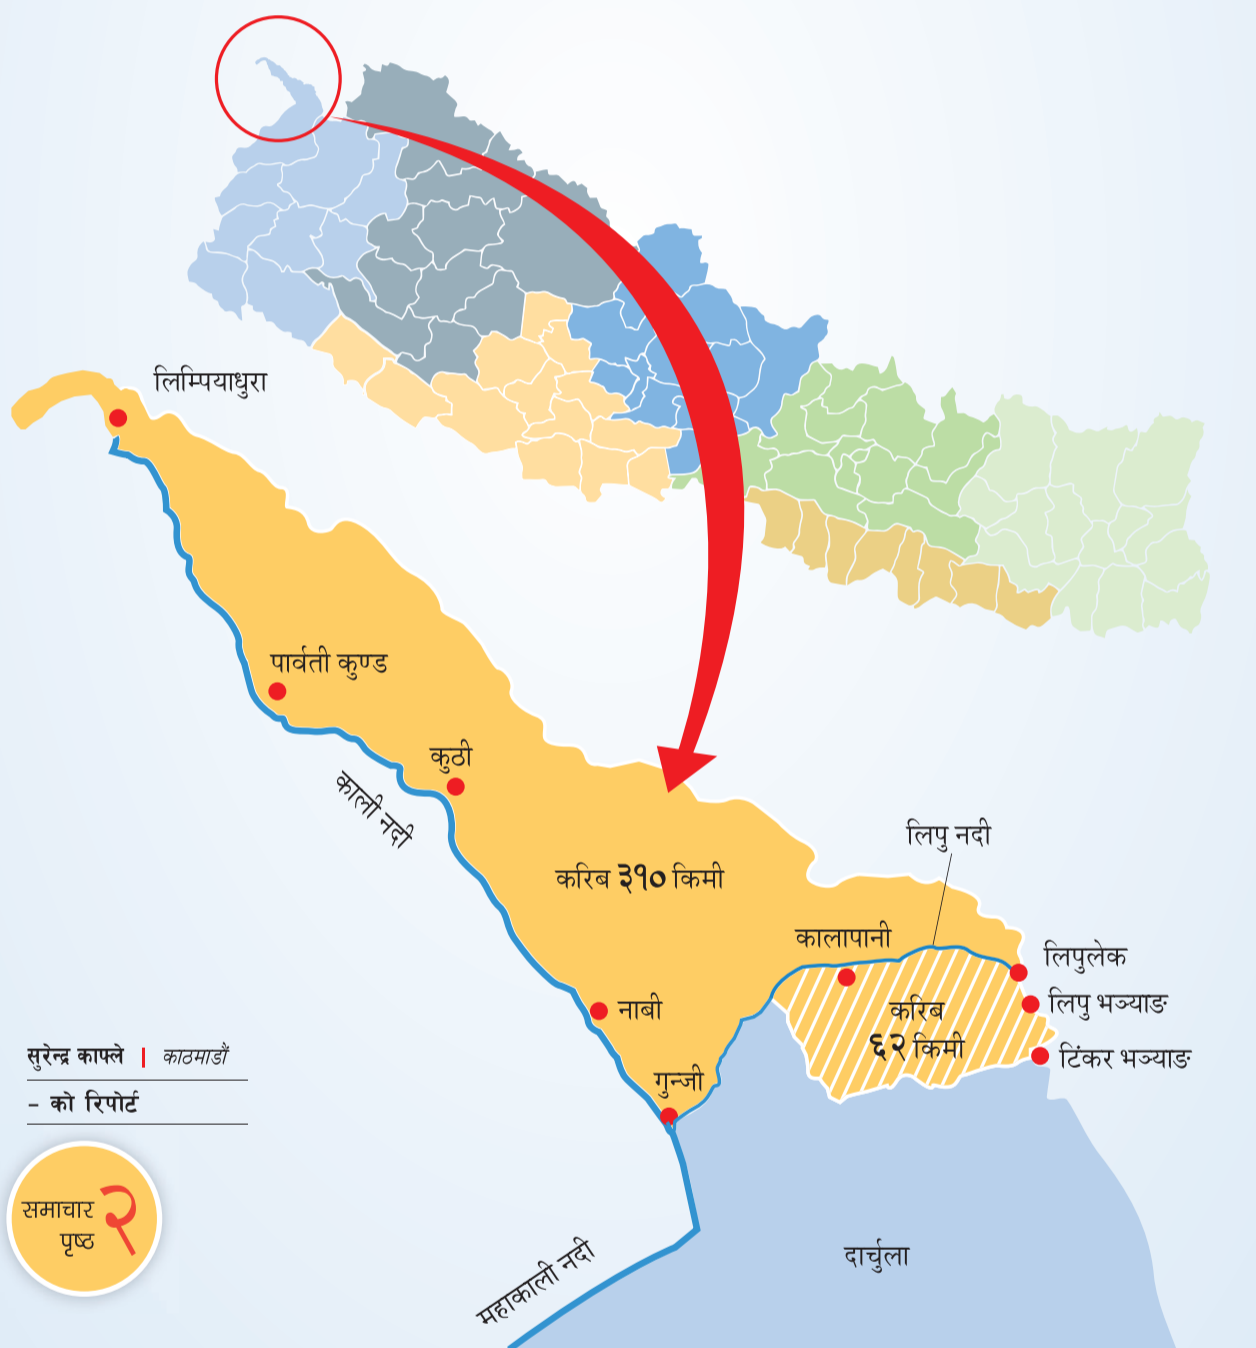 लिम्पियाधुरा
पार्वती कुण्ड
कुठी
काली नदी
लिपु नदी
करिब ३१० किमी
कालापानी
लिपुलेक
लिपु भञ्याङ
करिब
६२ किमी
टिंकर भञ्याङ
नाबी
गुन्जी
सुरेन्द्र काफ्ले | काठमाडौं
- को रिपोर्ट
समाचार २
पृष्ठ
महाकाली नदी
दार्चुला